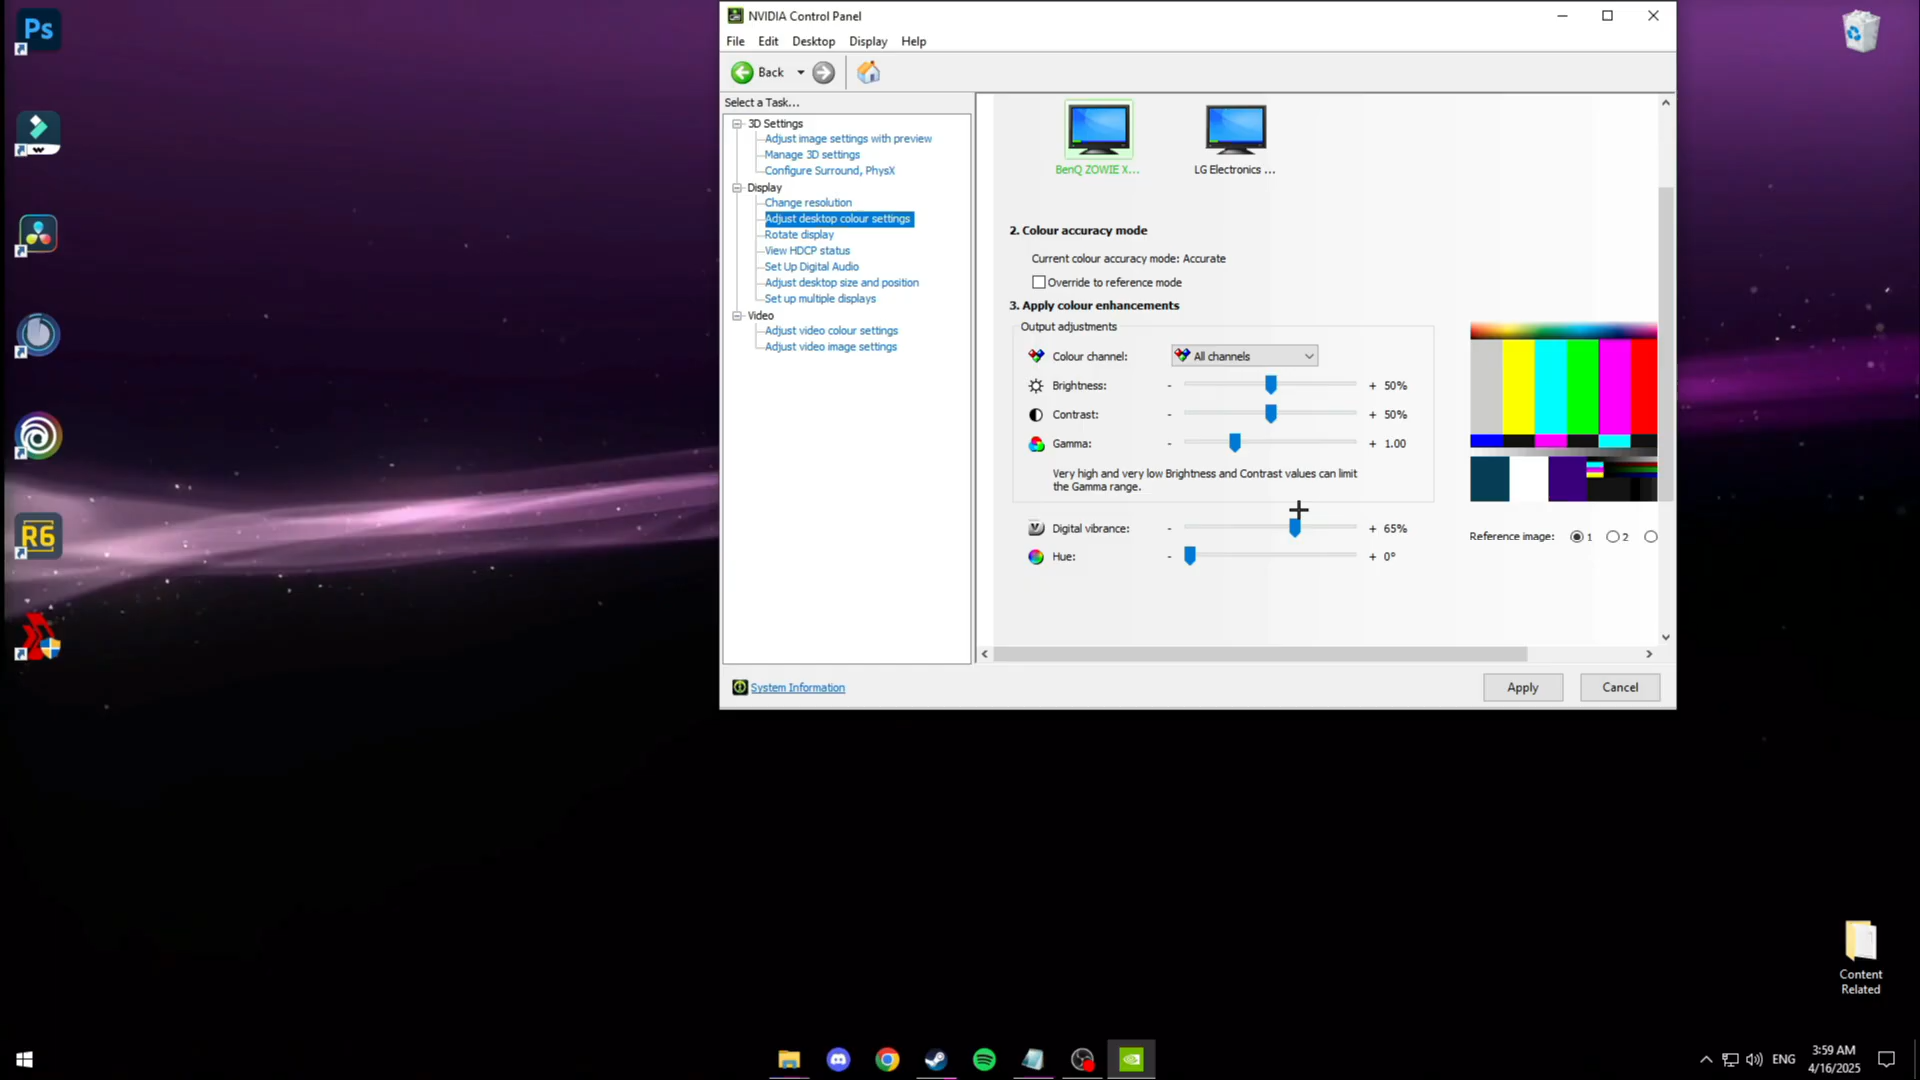 Ps
R6
NVIDIA Control Panel
File Edit Desktop Display Help
Back
Select a Task...
3D Settings
Adjust image settings with preview
Manage 3D settings
Configure Surround, PhysX
Display
Change resolution
Adjust desktop colour settings
Rotate display
View HDCP status
Set Up Digital Audio
Adjust desktop size and position
Set up multiple displays
Video
Adjust video colour settings
Adjust video image settings
BenQ ZOWIE X... LG Electronics ...
2. Colour accuracy mode
Current colour accuracy mode: Accurate
Override to reference mode
3. Apply colour enhancements
Output adjustments
Colour channel: All channels
Brightness: - + 50%
Contrast: - + 50%
Gamma: - + 1.00
Very high and very low Brightness and Contrast values can limit
the Gamma range.
Digital vibrance: - + 65%
Hue: - + 0°
Reference image: 1 2
System Information
Apply Cancel
Content
Related
ENG
3:59 AM
4/16/2025